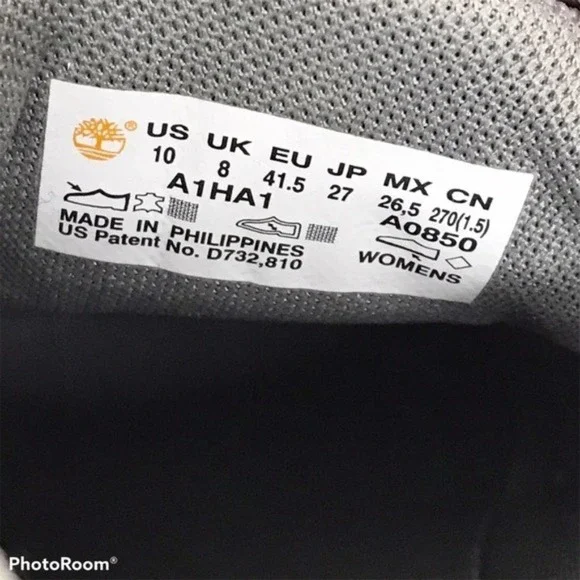 ® US UK EU JP MX CN
10 8 41.5 27 26,5 270(1.5)
A1HA1 A0850
MADE IN PHILIPPINES
US Patent No. D732,810
WOMENS
PhotoRoom®